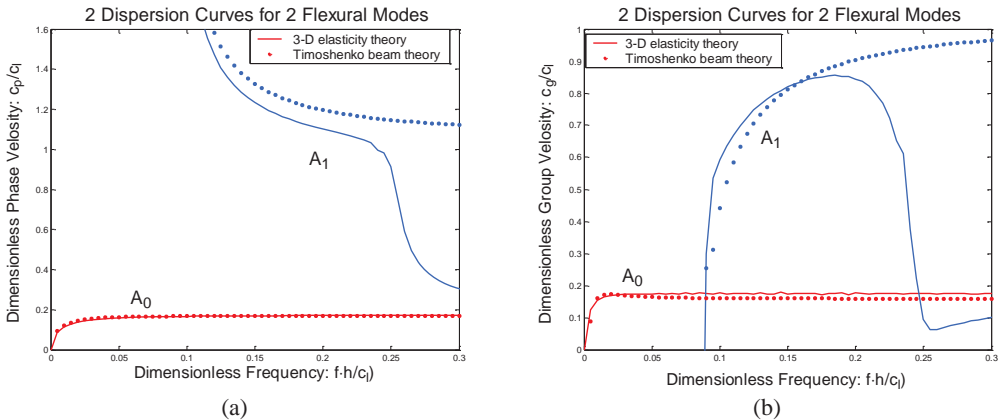 2 Dispersion Curves for 2 Flexural Modes
1.6
1.4
1.2
1
0.8
0.6
0.4
0.2
0
Dimensionless Phase Velocity: cp/cl
3-D elasticity theory
Timoshenko beam theory
A1
A0
0
0.05
0.1
0.15
0.2
0.25
0.3
Dimensionless Frequency: f·h/cl)
(a)
2 Dispersion Curves for 2 Flexural Modes
1
0.9
0.8
0.7
0.6
0.5
0.4
0.3
0.2
0.1
0
Dimensionless Group Velocity: cg/cl
3-D elasticity theory
Timoshenko beam theory
A1
A0
0
0.05
0.1
0.15
0.2
0.25
0.3
Dimensionless Frequency: f·h/cl)
(b)